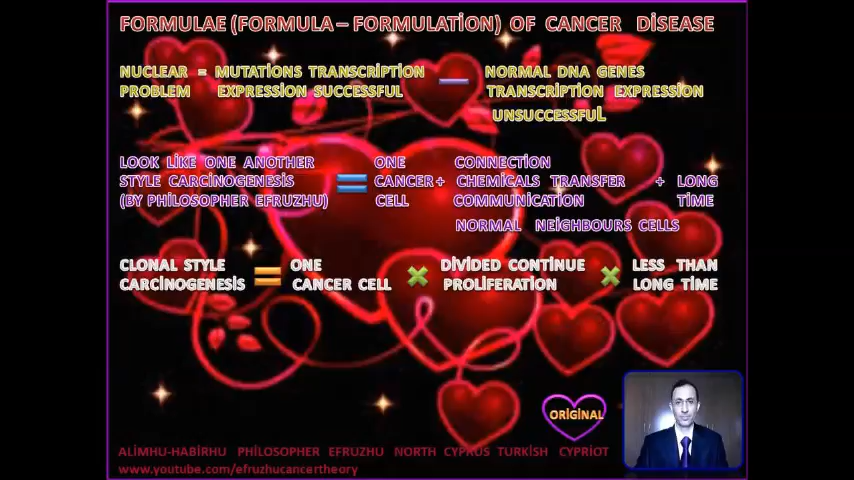 FORMULAE (FORMULA – FORMULATİON) OF CANCER DİSEASE
NUCLEAR = MUTATİONS TRANSCRİPTİON — NORMAL DNA GENES
PROBLEM EXPRESSİON SUCCESSFUL TRANSCRİPTİON EXPRESSİON
UNSUCCESSFUL
LOOK LİKE ONE ANOTHER ONE CONNECTİON
STYLE CARCİNOGENESİS = CANCER+ CHEMİCALS TRANSFER + LONG
(BY PHİLOSOPHER EFRUZHU) CELL COMMUNİCATİON TİME
NORMAL NEİGHBOURS CELLS
CLONAL STYLE = ONE × DİVİDED CONTİNUE × LESS THAN
CARCİNOGENESİS CANCER CELL PROLİFERATİON LONG TİME
ORİGİNAL
ALİMHU-HABİRHU PHİLOSOPHER EFRUZHU NORTH CYPRUS TURKİSH CYPRİOT
www.youtube.com/efruzhucancertheory